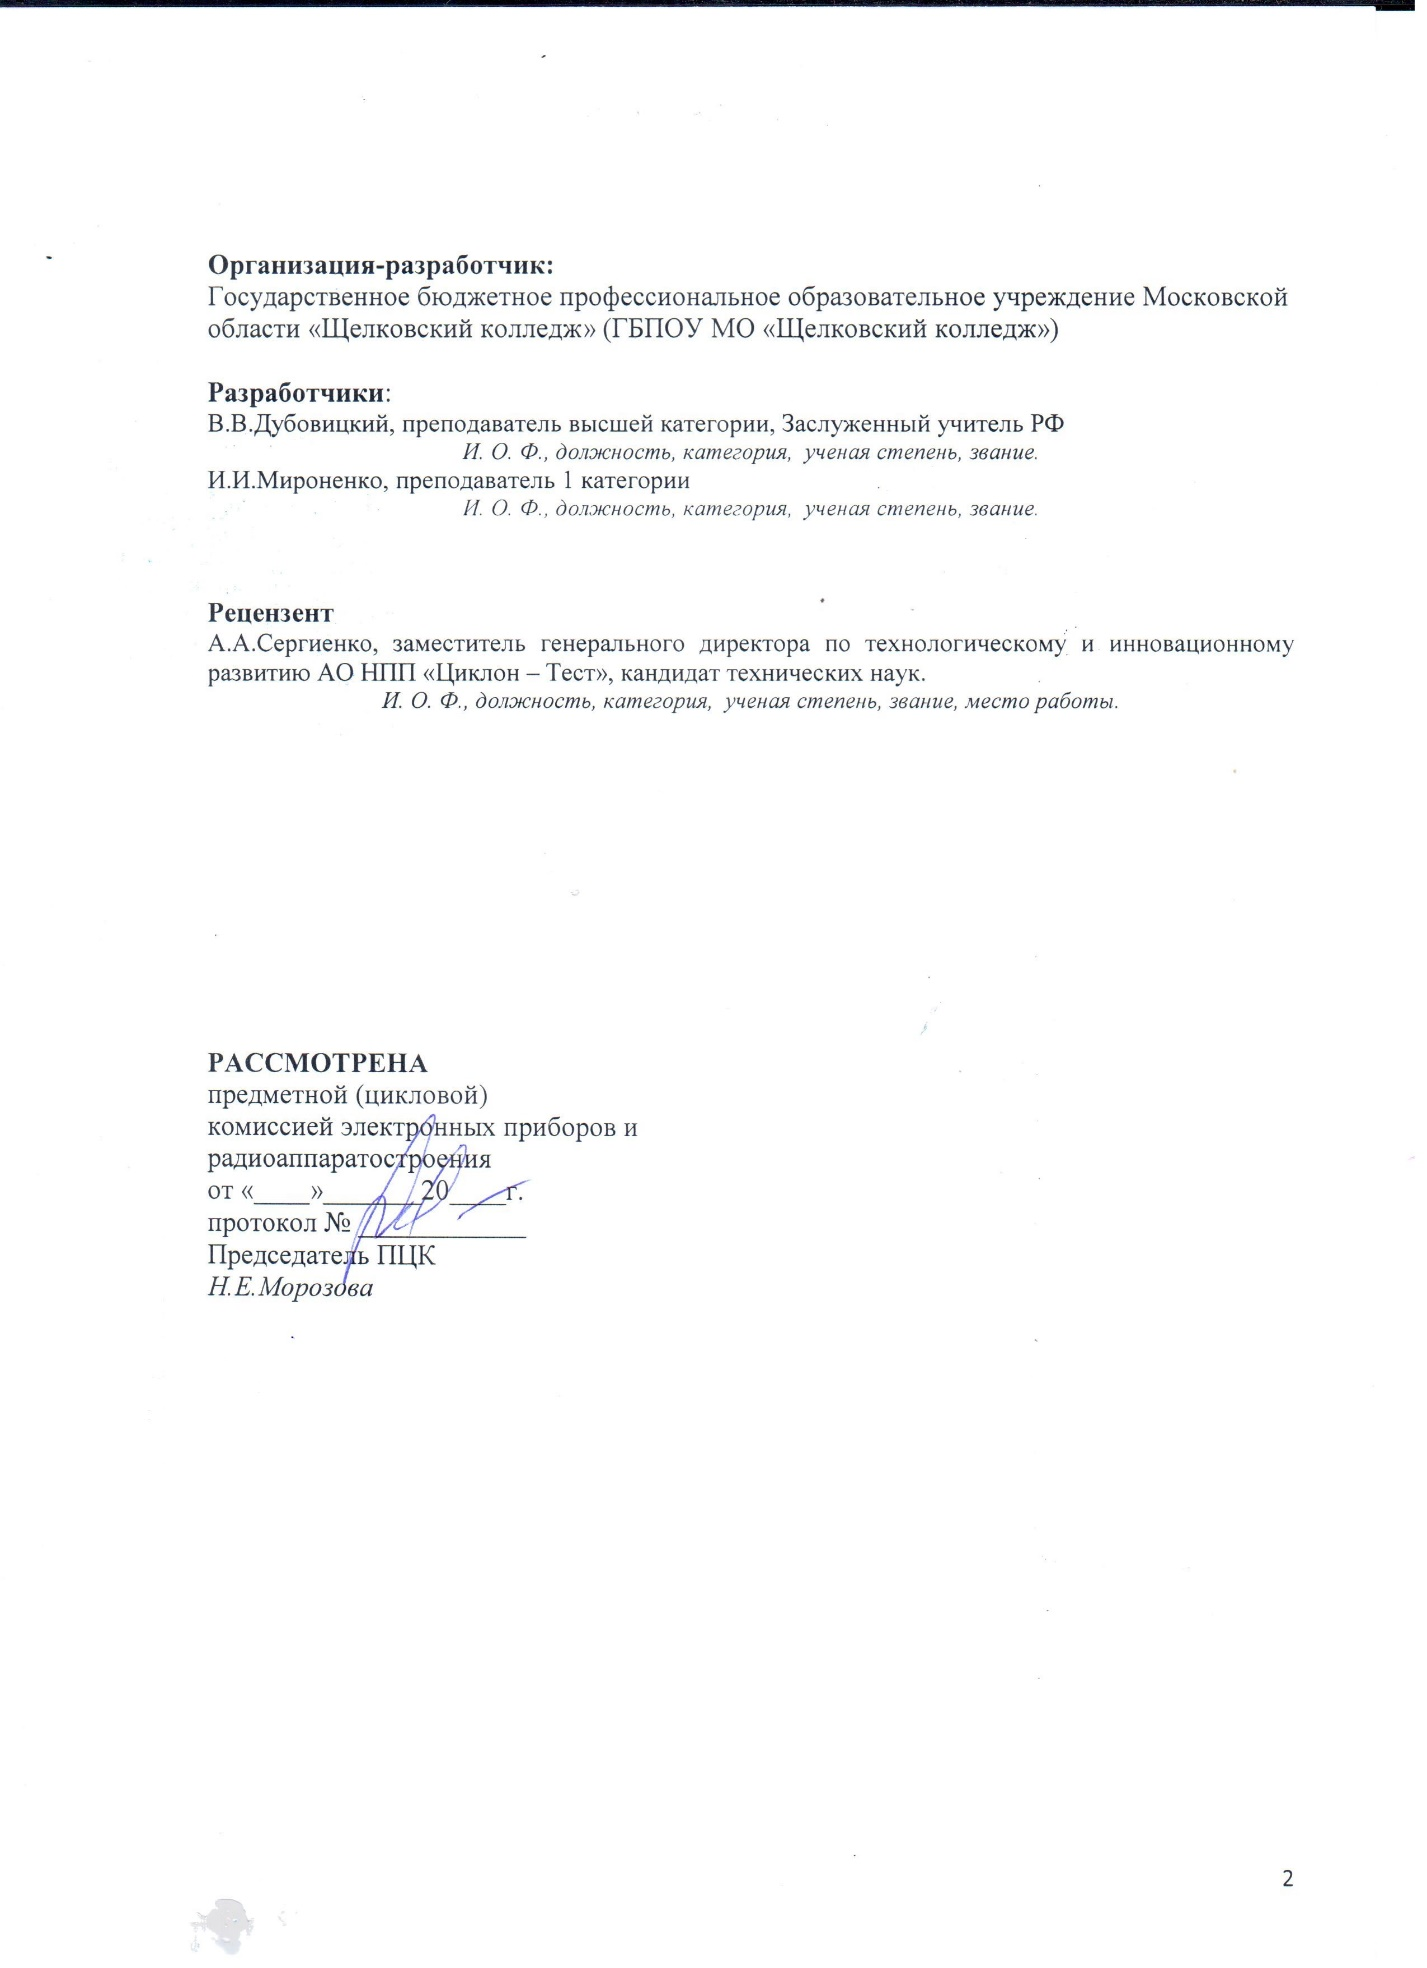 Организация-разработчик:
Государственное бюджетное профессиональное образовательное учреждение Московской
области «Щелковский колледж» (ГБПОУ МО «Щелковский колледж»)
Разработчики:
В.В.Дубовицкий, преподаватель высшей категории, Заслуженный учитель РФ
И. О. Ф., должность, категория, ученая степень, звание.
И.И.Мироненко, преподаватель 1 категории
И. О. Ф., должность, категория, ученая степень, звание.
Рецензент
А.А.Сергиенко, заместитель генерального директора по технологическому и инновационному
развитию АО НПП «Циклон – Тест», кандидат технических наук.
И. О. Ф., должность, категория, ученая степень, звание, место работы.
РАССМОТРЕНА
предметной (цикловой)
комиссией электронных приборов и
радиоаппаратостроения
от «____»_______20____г.
протокол № ____________
Председатель ПЦК
Н.Е.Морозова
2